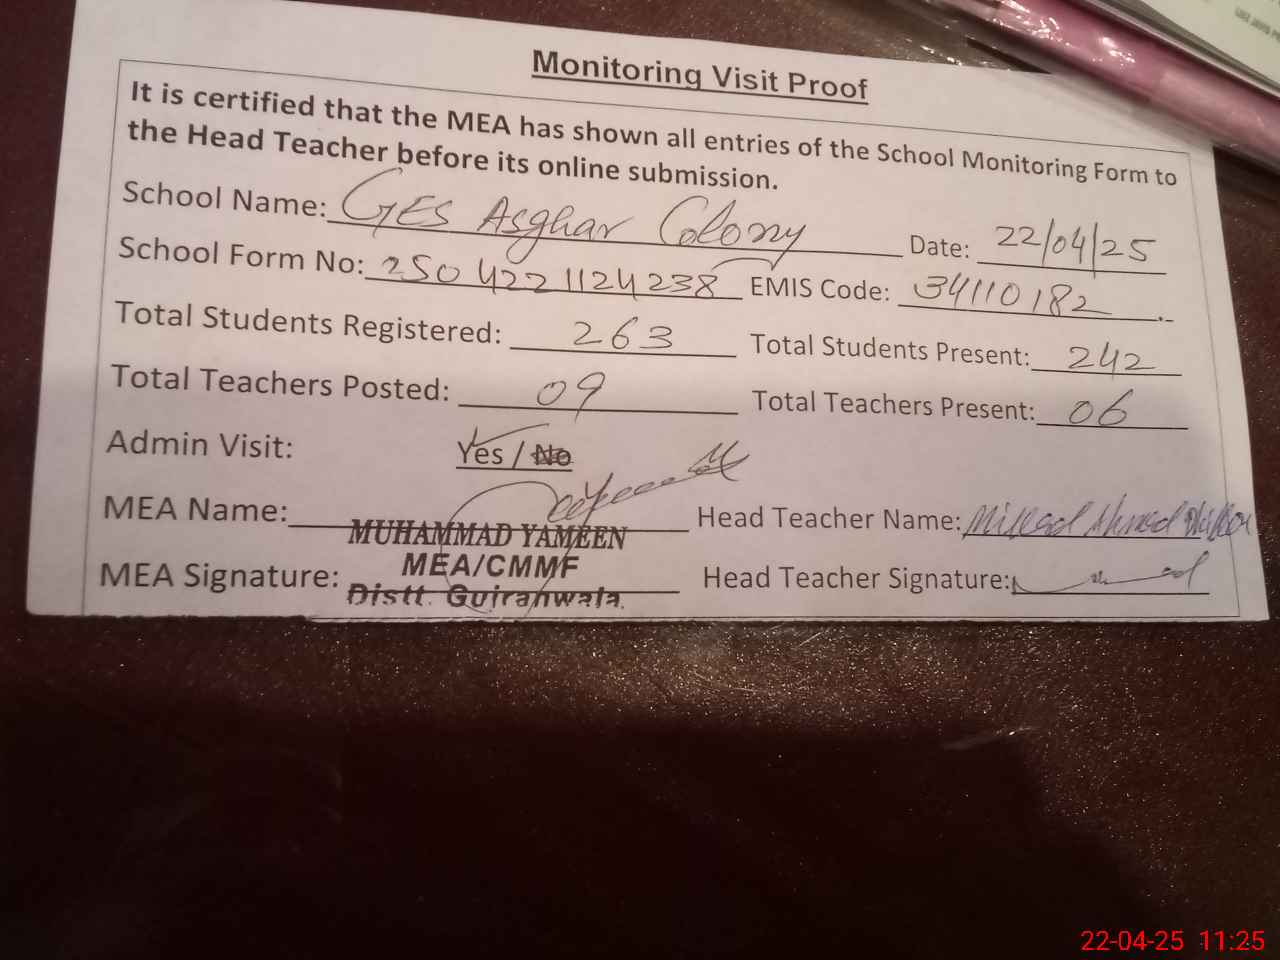 Monitoring Visit Proof
It is certified that the MEA has shown all entries of the School Monitoring Form to
the Head Teacher before its online submission.
School Name: GES Asghar Colony Date: 22/04/25
School Form No: 250 4221124238 EMIS Code: 34110182
Total Students Registered: 263 Total Students Present: 242
Total Teachers Posted: 09 Total Teachers Present: 06
Admin Visit: Yes / No
MEA Name: Head Teacher Name: Ahmed
MUHAMMAD YAMEEN
MEA/CMMF
MEA Signature: Head Teacher Signature:
Distt. Gujranwala.
22-04-25 11:25